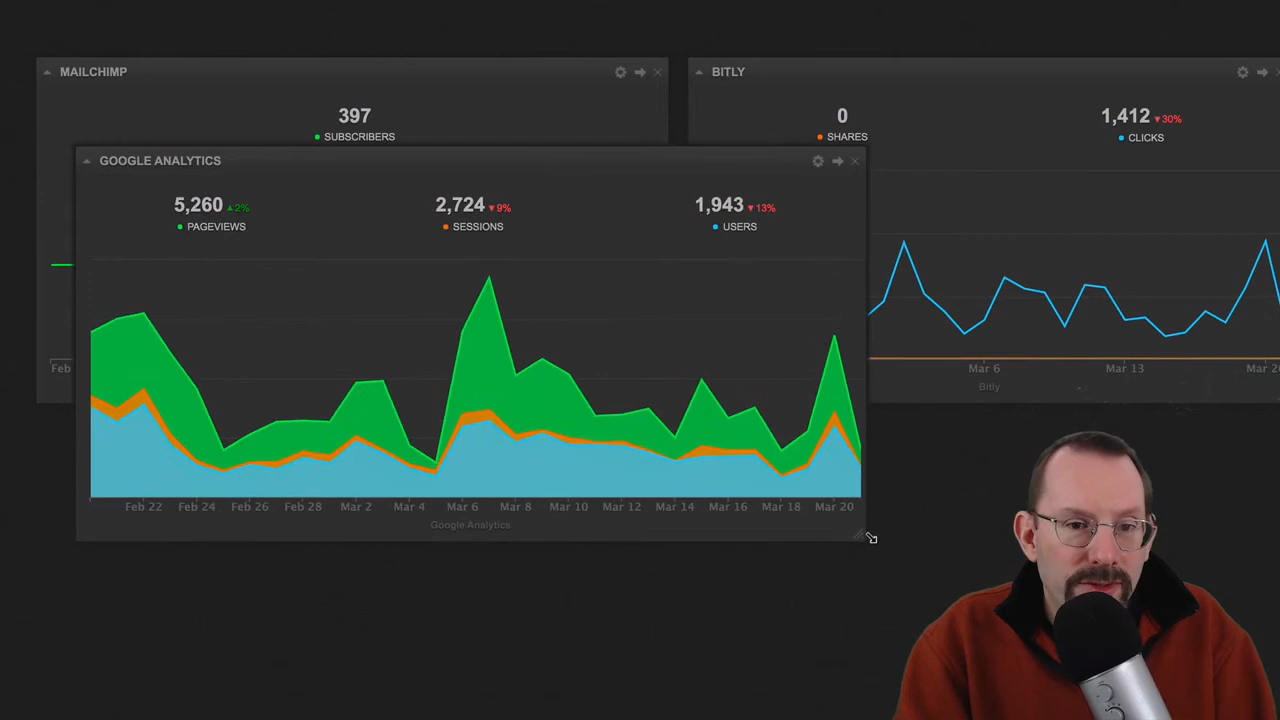 MAILCHIMP
397
SUBSCRIBERS
Feb
BITLY
0
SHARES
1,412 ▼30%
CLICKS
Mar 6
Mar 13
Mar 20
Bitly
GOOGLE ANALYTICS
5,260 ▲2%
PAGEVIEWS
2,724 ▼9%
SESSIONS
1,943 ▼13%
USERS
Feb 22 Feb 24 Feb 26 Feb 28 Mar 2 Mar 4 Mar 6 Mar 8 Mar 10 Mar 12 Mar 14 Mar 16 Mar 18 Mar 20
Google Analytics